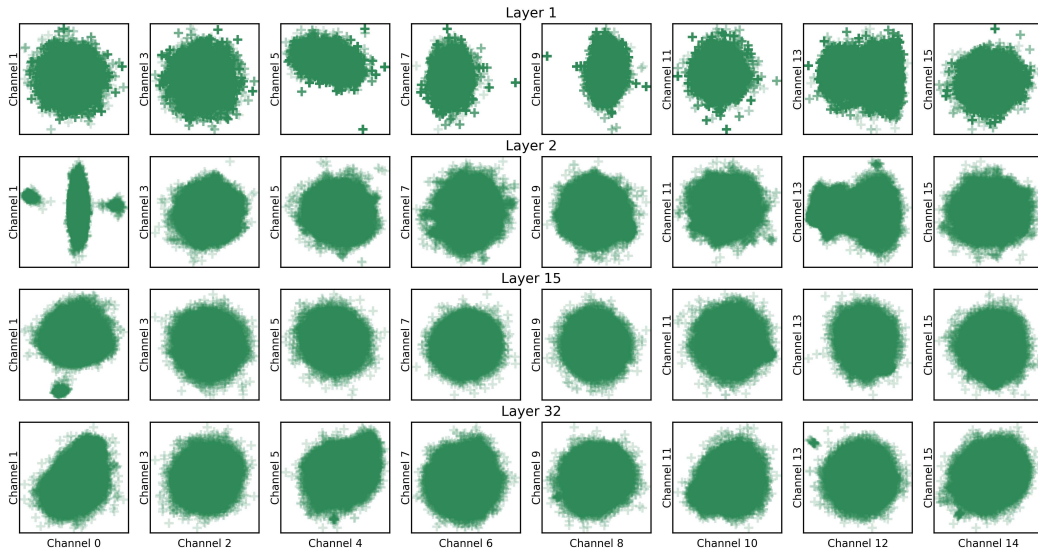 Layer 1
Channel 1
Channel 3
Channel 5
Channel 7
Channel 9
Channel 11
Channel 13
Channel 15
Layer 2
Channel 1
Channel 3
Channel 5
Channel 7
Channel 9
Channel 11
Channel 13
Channel 15
Layer 15
Channel 1
Channel 3
Channel 5
Channel 7
Channel 9
Channel 11
Channel 13
Channel 15
Layer 32
Channel 1
Channel 3
Channel 5
Channel 7
Channel 9
Channel 11
Channel 13
Channel 15
Channel 0
Channel 2
Channel 4
Channel 6
Channel 8
Channel 10
Channel 12
Channel 14